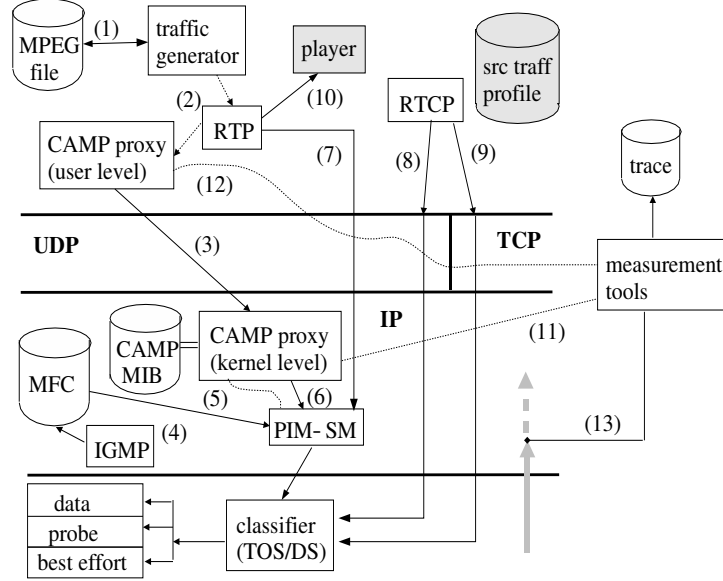 MPEG
file
(1)
traffic
generator
player
src traff
profile
(2)
(10)
RTP
RTCP
CAMP proxy
(user level)
(7)
(8)
(9)
(12)
trace
UDP
(3)
TCP
measurement
tools
IP
CAMP
MIB
CAMP proxy
(kernel level)
(11)
MFC
(5)
(6)
IGMP
(4)
PIM- SM
(13)
data
probe
best effort
classifier
(TOS/DS)